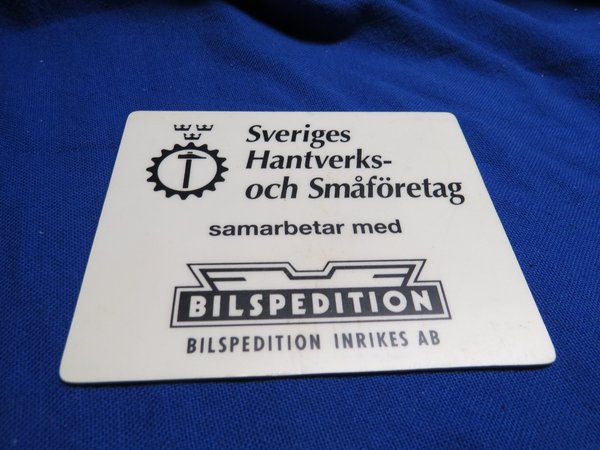 Sveriges
Hantverks-
och Småföretag
samarbetar med
BILSPEDITION
BILSPEDITION INRIKES AB